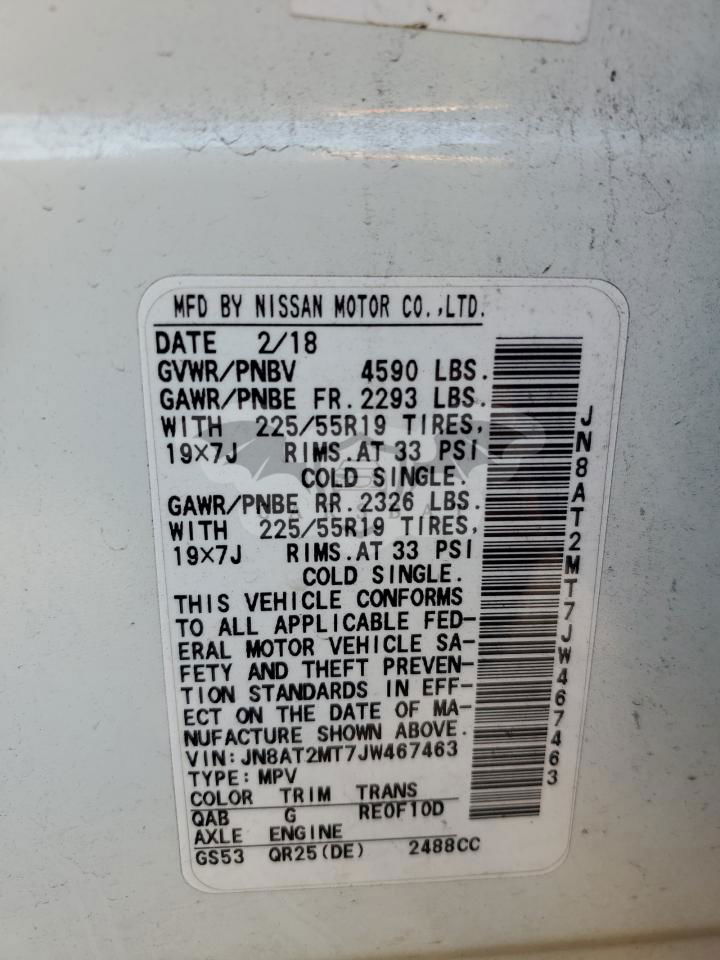 MFD BY NISSAN MOTOR CO.,LTD.
DATE 2/18
GVWR/PNBV 4590 LBS.
GAWR/PNBE FR. 2293 LBS.
WITH 225/55R19 TIRES,
19X7J RIMS.AT 33 PSI
COLD SINGLE.
GAWR/PNBE RR. 2326 LBS.
WITH 225/55R19 TIRES,
19X7J RIMS.AT 33 PSI
COLD SINGLE.
THIS VEHICLE CONFORMS
TO ALL APPLICABLE FED-
ERAL MOTOR VEHICLE SA-
FETY AND THEFT PREVEN-
TION STANDARDS IN EFF-
ECT ON THE DATE OF MA-
NUFACTURE SHOWN ABOVE.
VIN: JN8AT2MT7JW467463
TYPE: MPV
COLOR TRIM TRANS
QAB G RE0F10D
AXLE ENGINE
GS53 QR25(DE) 2488CC
JN8AT2MT7JW467463